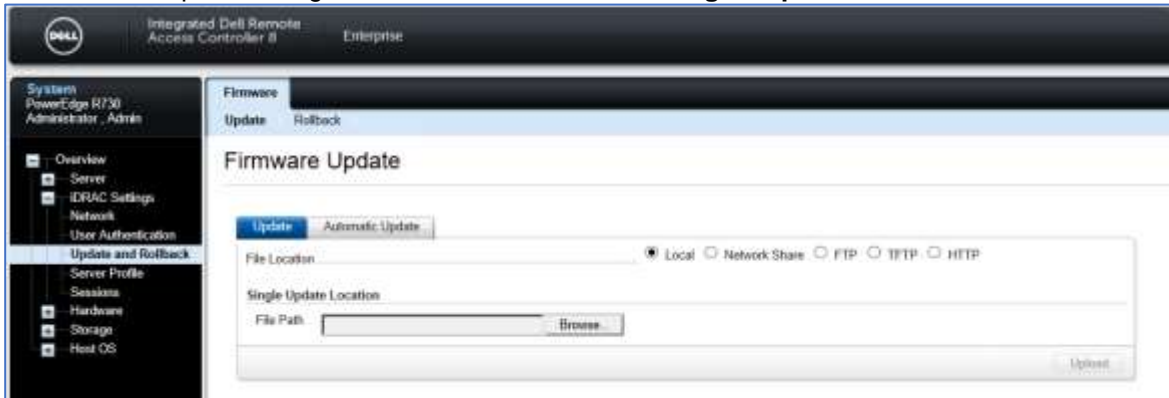 DELL
Integrated Dell Remote
Access Controller 8
Enterprise
System
PowerEdge R730
Administrator , Admin
Overview
Server
iDRAC Settings
Network
User Authentication
Update and Rollback
Server Profile
Sessions
Hardware
Storage
Host OS
Firmware
Update Rollback
Firmware Update
Update Automatic Update
File Location Local Network Share FTP TFTP HTTP
Single Update Location
File Path Browse...
Upload